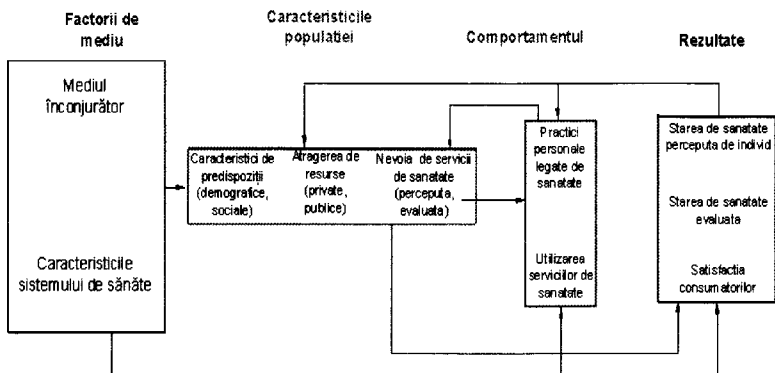 Factorii de
mediu
Caracteristicile
populatiei
Comportamentul
Rezultate
Mediul
înconjurător
Caracteristicile
sistemului de sănăte
Caracteristici de
predispoziții
(demografice,
sociale)
Atragerea de
resurse
(private,
publice)
Nevoia de servicii
de sanatate
(perceputa,
evaluata)
Practici
personale
legate de
sanatate
Utilizarea
serviciilor de
sanatate
Starea de sanatate
perceputa de individ
Starea de sanatate
evaluata
Satisfactia
consumatorilor